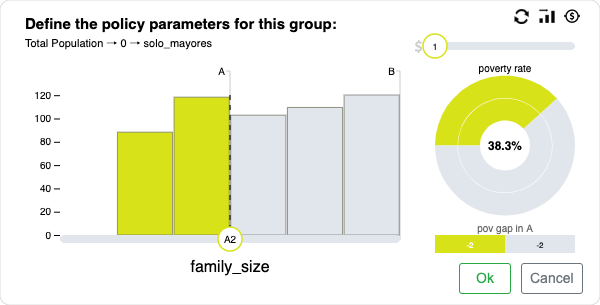 Define the policy parameters for this group:
Total Population → 0 → solo_mayores
$ 1
A
B
120
100
80
60
40
20
0
A2
family_size
poverty rate
38.3%
pov gap in A
-2 -2
Ok Cancel